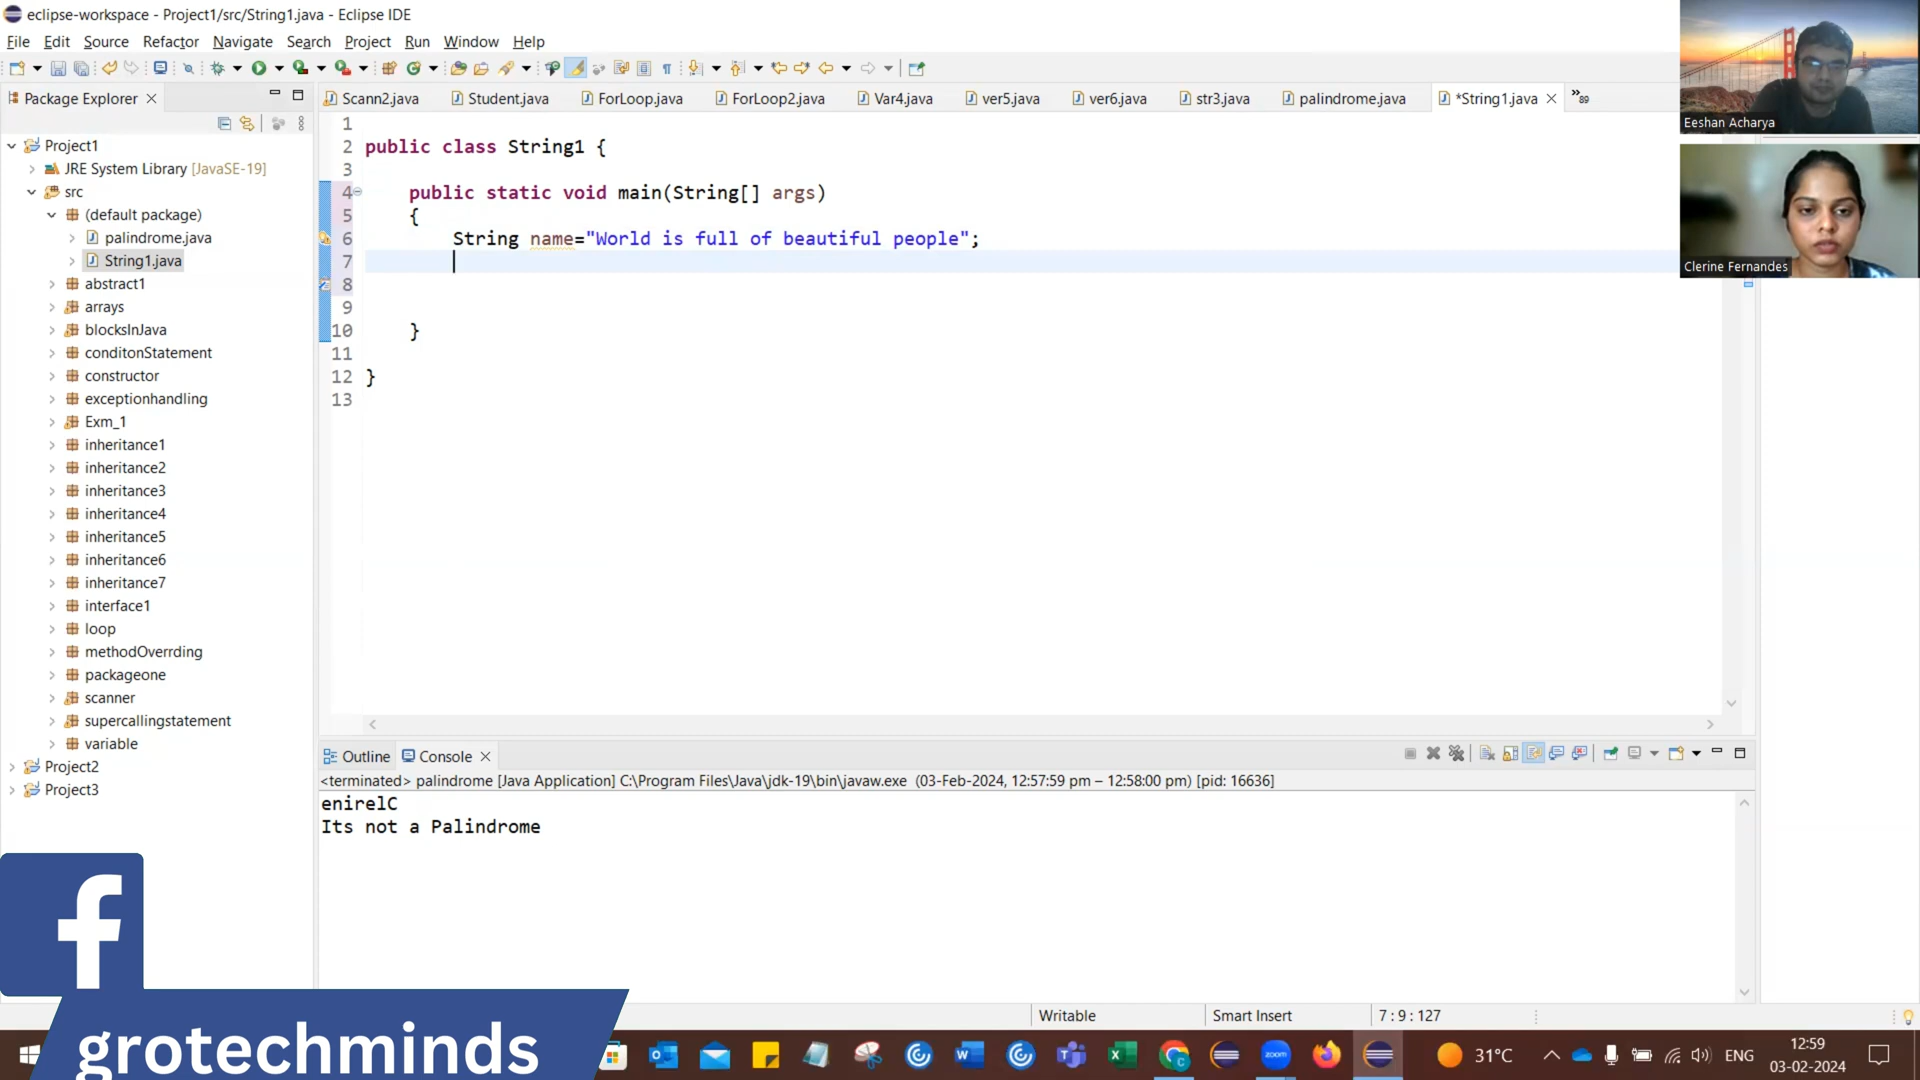 eclipse-workspace - Project1/src/String1.java - Eclipse IDE
File Edit Source Refactor Navigate Search Project Run Window Help
Package Explorer
Scann2.java Student.java ForLoop.java ForLoop2.java Var4.java ver5.java ver6.java str3.java palindrome.java *String1.java »89
Project1
JRE System Library [JavaSE-19]
src
(default package)
palindrome.java
String1.java
abstract1
arrays
blocksInJava
conditonStatement
constructor
exceptionhandling
Exm_1
inheritance1
inheritance2
inheritance3
inheritance4
inheritance5
inheritance6
inheritance7
interface1
loop
methodOverrding
packageone
scanner
supercallingstatement
variable
Project2
Project3
1
2 public class String1 {
3
4 public static void main(String[] args)
5 {
6 String name="World is full of beautiful people";
7
8
9
10 }
11
12 }
13
Eeshan Acharya
Clerine Fernandes
Outline Console
<terminated> palindrome [Java Application] C:\Program Files\Java\jdk-19\bin\javaw.exe (03-Feb-2024, 12:57:59 pm – 12:58:00 pm) [pid: 16636]
enirelC
Its not a Palindrome
Writable Smart Insert 7 : 9 : 127
grotechminds
zoom
31°C
ENG
12:59
03-02-2024